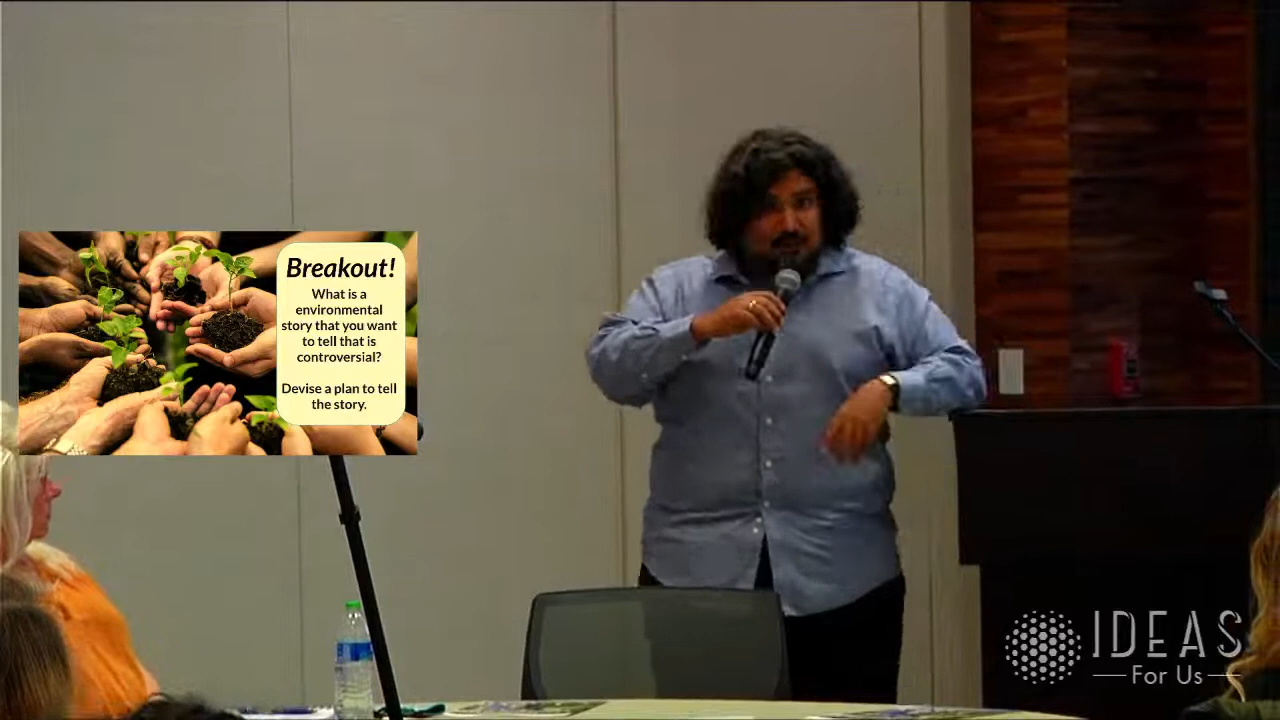 Breakout!
What is a
environmental
story that you want
to tell that is
controversial?
Devise a plan to tell
the story.
IDEAS
For Us